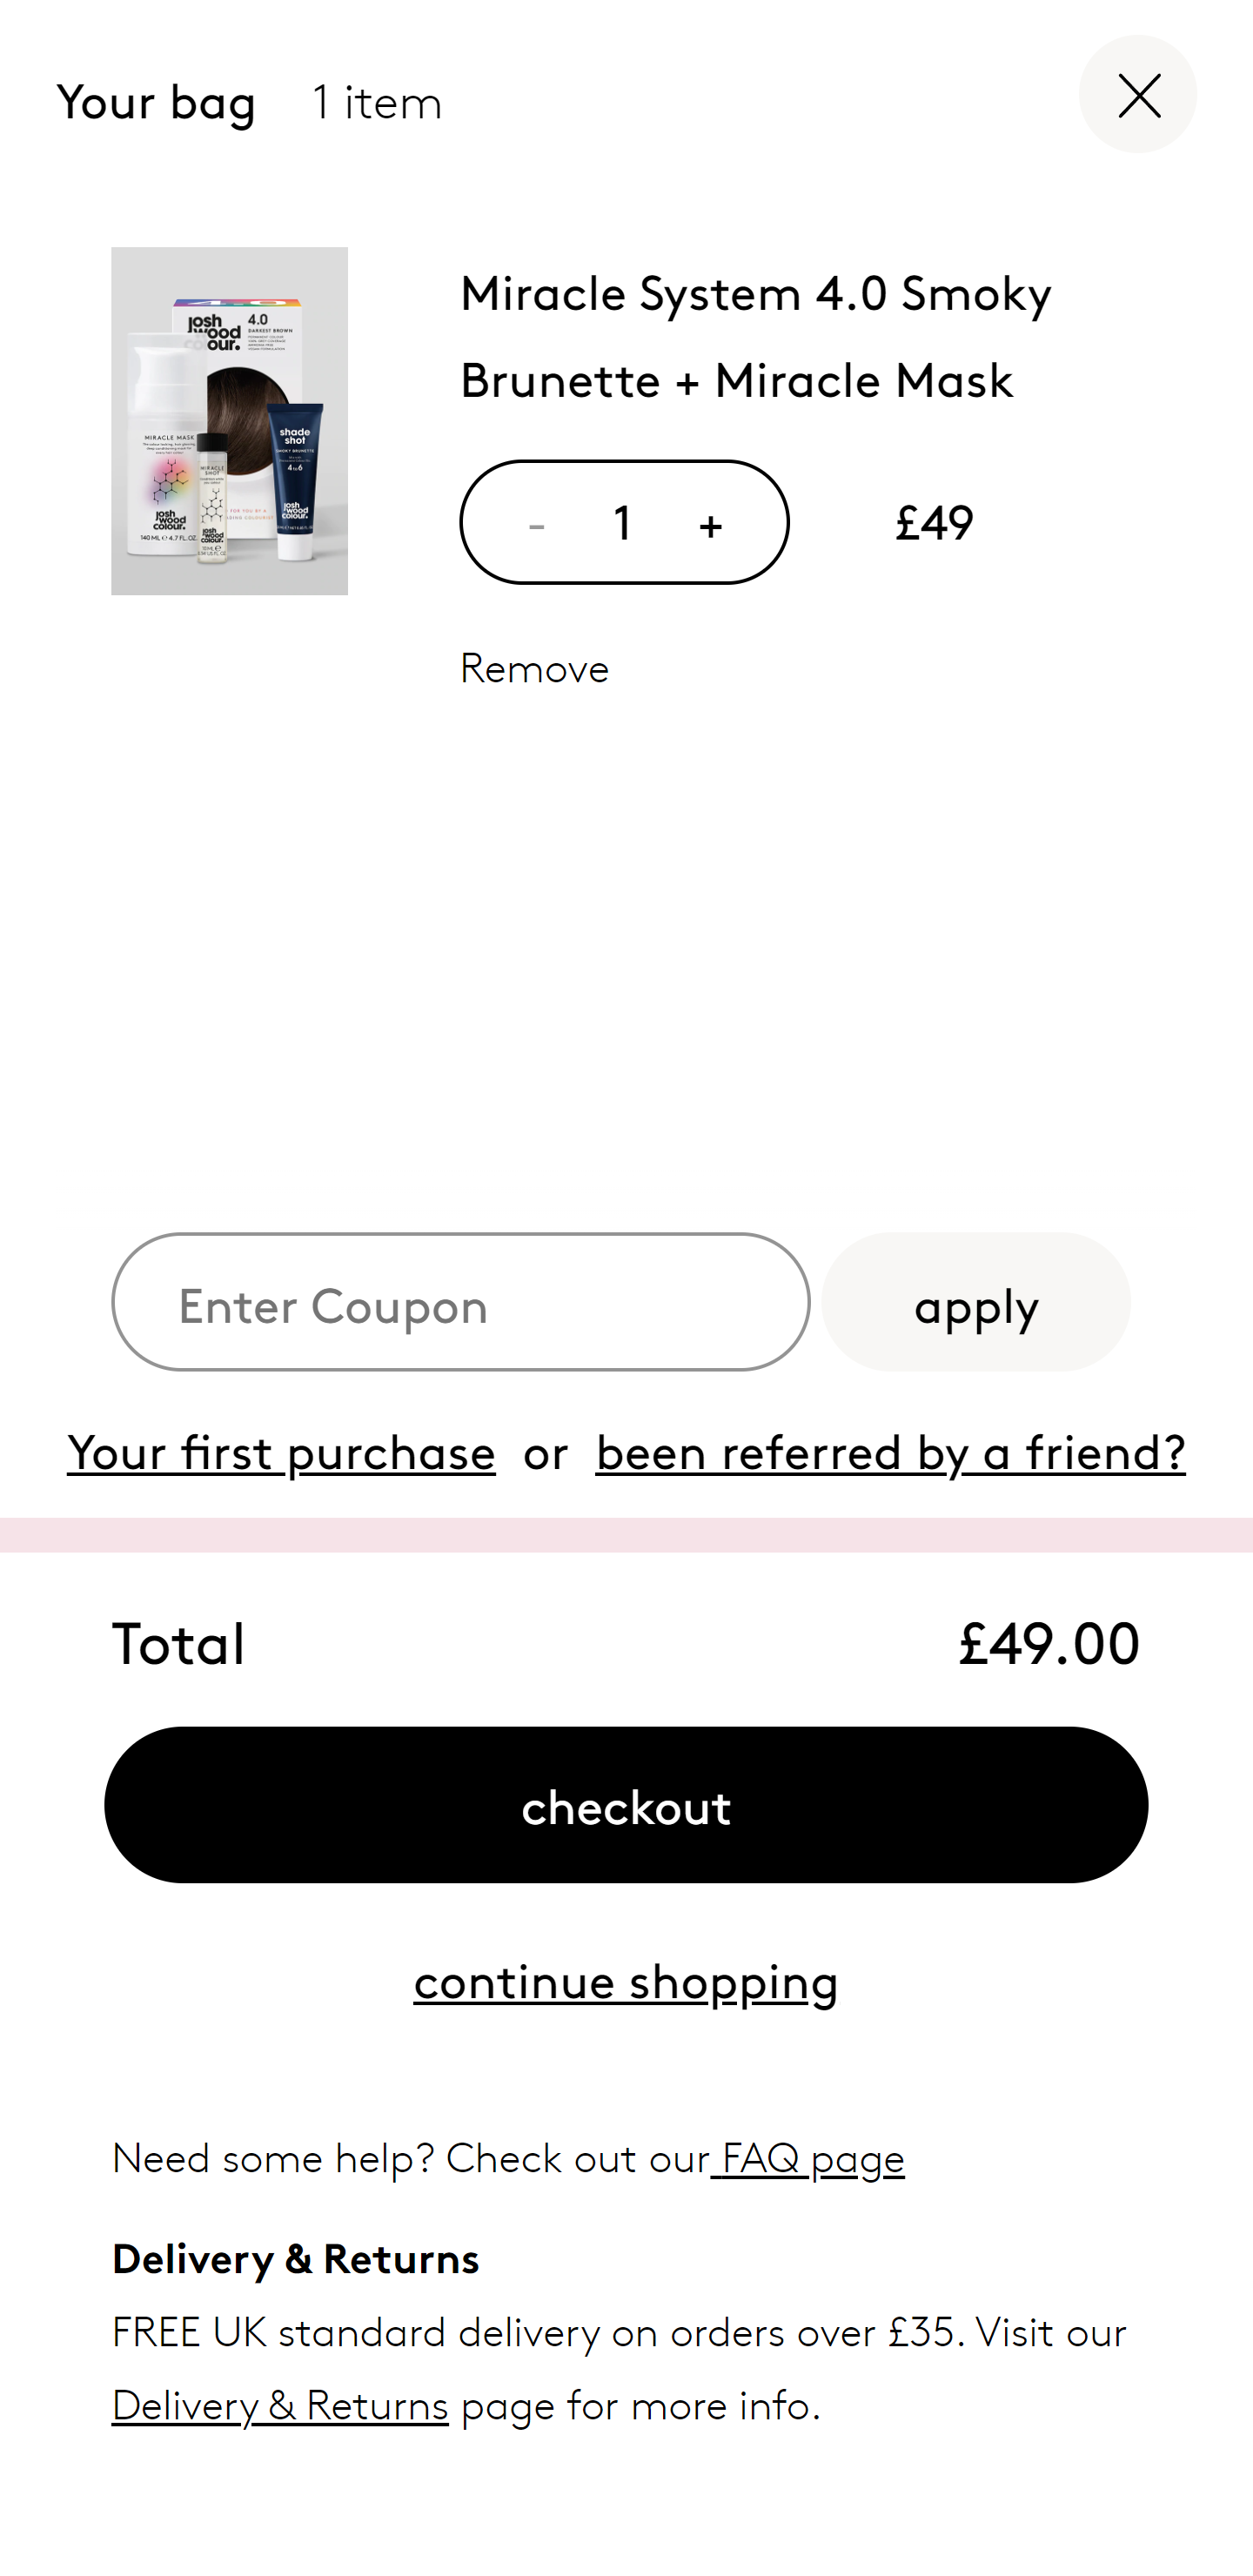 Your bag 1 item
Miracle System 4.0 Smoky
Brunette + Miracle Mask
josh
wood
colour.
4.0
DARKEST BROWN
MIRACLE MASK
josh
wood
colour.
140 ML ℮ 4.7 FL.OZ.
MIRACLE
SHOT
josh
wood
colour.
shade
shot
SMOKY BRUNETTE
4to6
josh
wood
colour.
- 1 + £49
Remove
Enter Coupon apply
Your first purchase or been referred by a friend?
Total £49.00
checkout
continue shopping
Need some help? Check out our FAQ page
Delivery & Returns
FREE UK standard delivery on orders over £35. Visit our
Delivery & Returns page for more info.